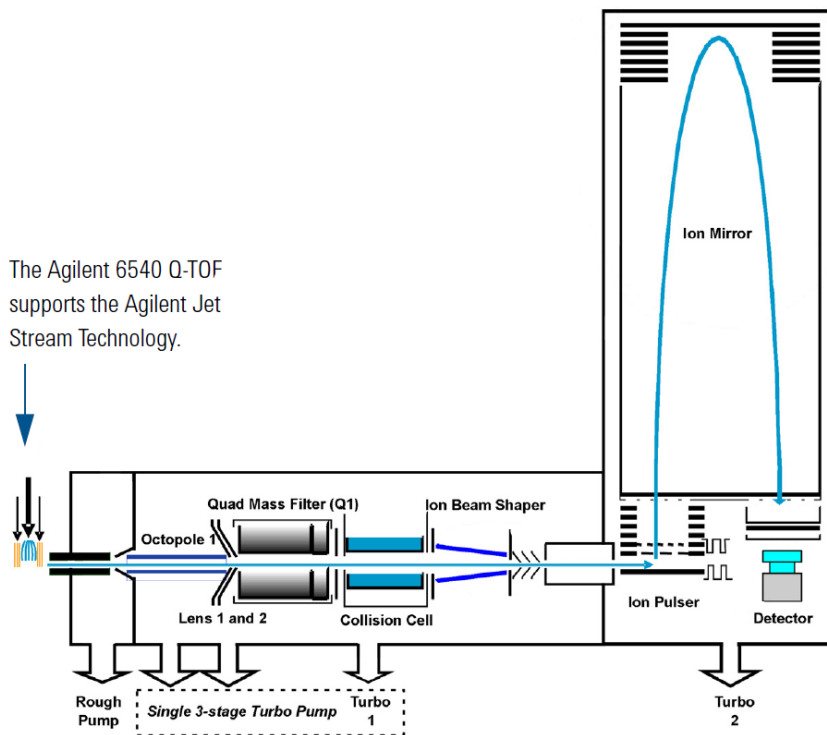 Ion Mirror
The Agilent 6540 Q-TOF
supports the Agilent Jet
Stream Technology.
Quad Mass Filter (Q1)
Ion Beam Shaper
Octopole 1
Lens 1 and 2
Collision Cell
Ion Pulser
Detector
Rough
Pump
Single 3-stage Turbo Pump
Turbo
1
Turbo
2